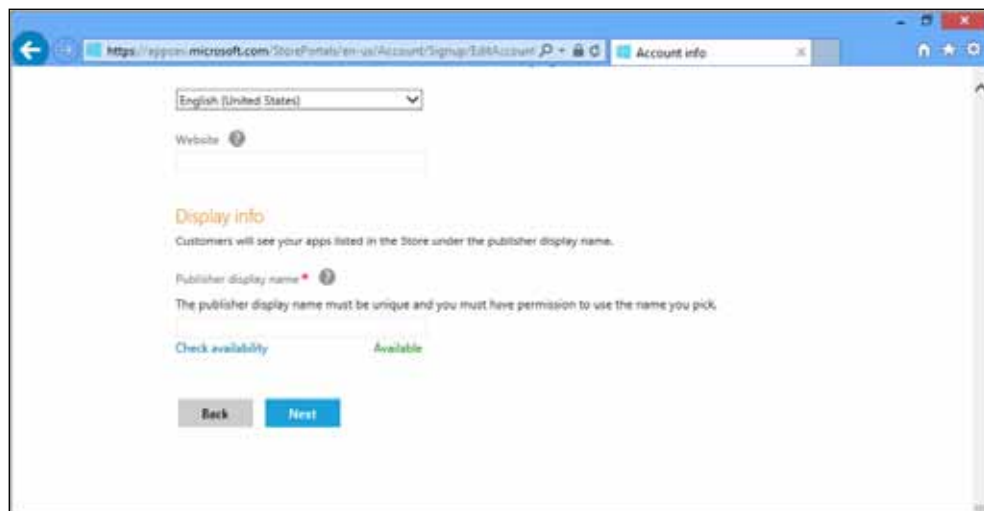 https://appdev.microsoft.com/StorePortals/en-us/Account/Signup/EditAccount
Account info
English (United States)
Website
Display info
Customers will see your apps listed in the Store under the publisher display name.
Publisher display name *
The publisher display name must be unique and you must have permission to use the name you pick.
Check availability Available
Back Next